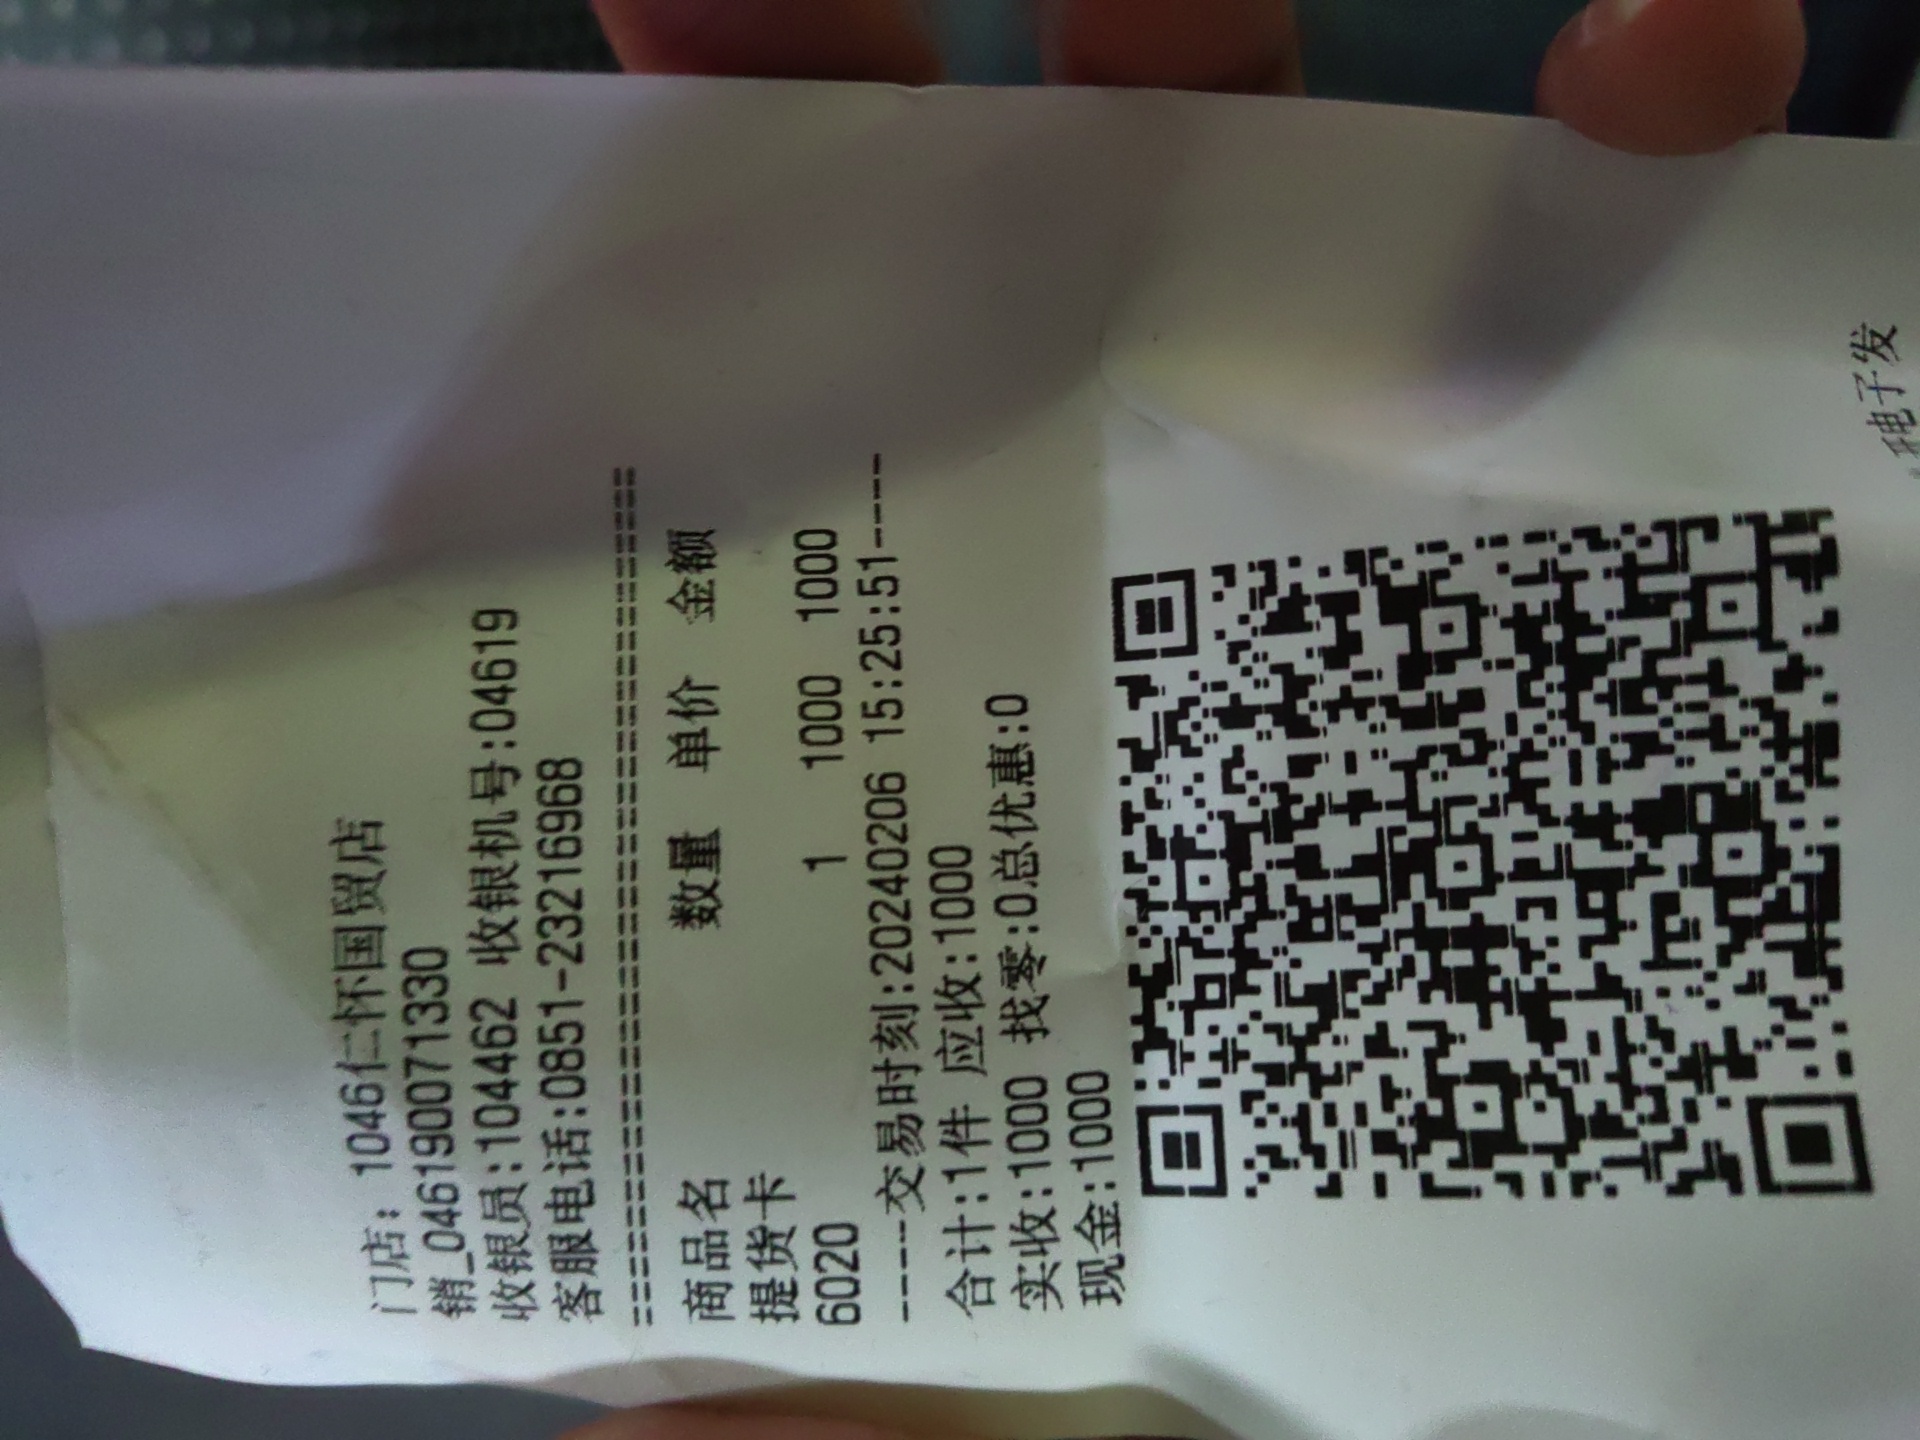 门店: 1046仁怀国贸店
销_046190071330
收银员:104462 收银机号:04619
客服电话:0851-23216968
==========================================
商品名 数量 单价 金额
提货卡
6020 1 1000 1000
-----交易时刻:20240206 15:25:51-----
合计:1件 应收:1000
实收:1000 找零:0总优惠:0
现金:1000
电子发